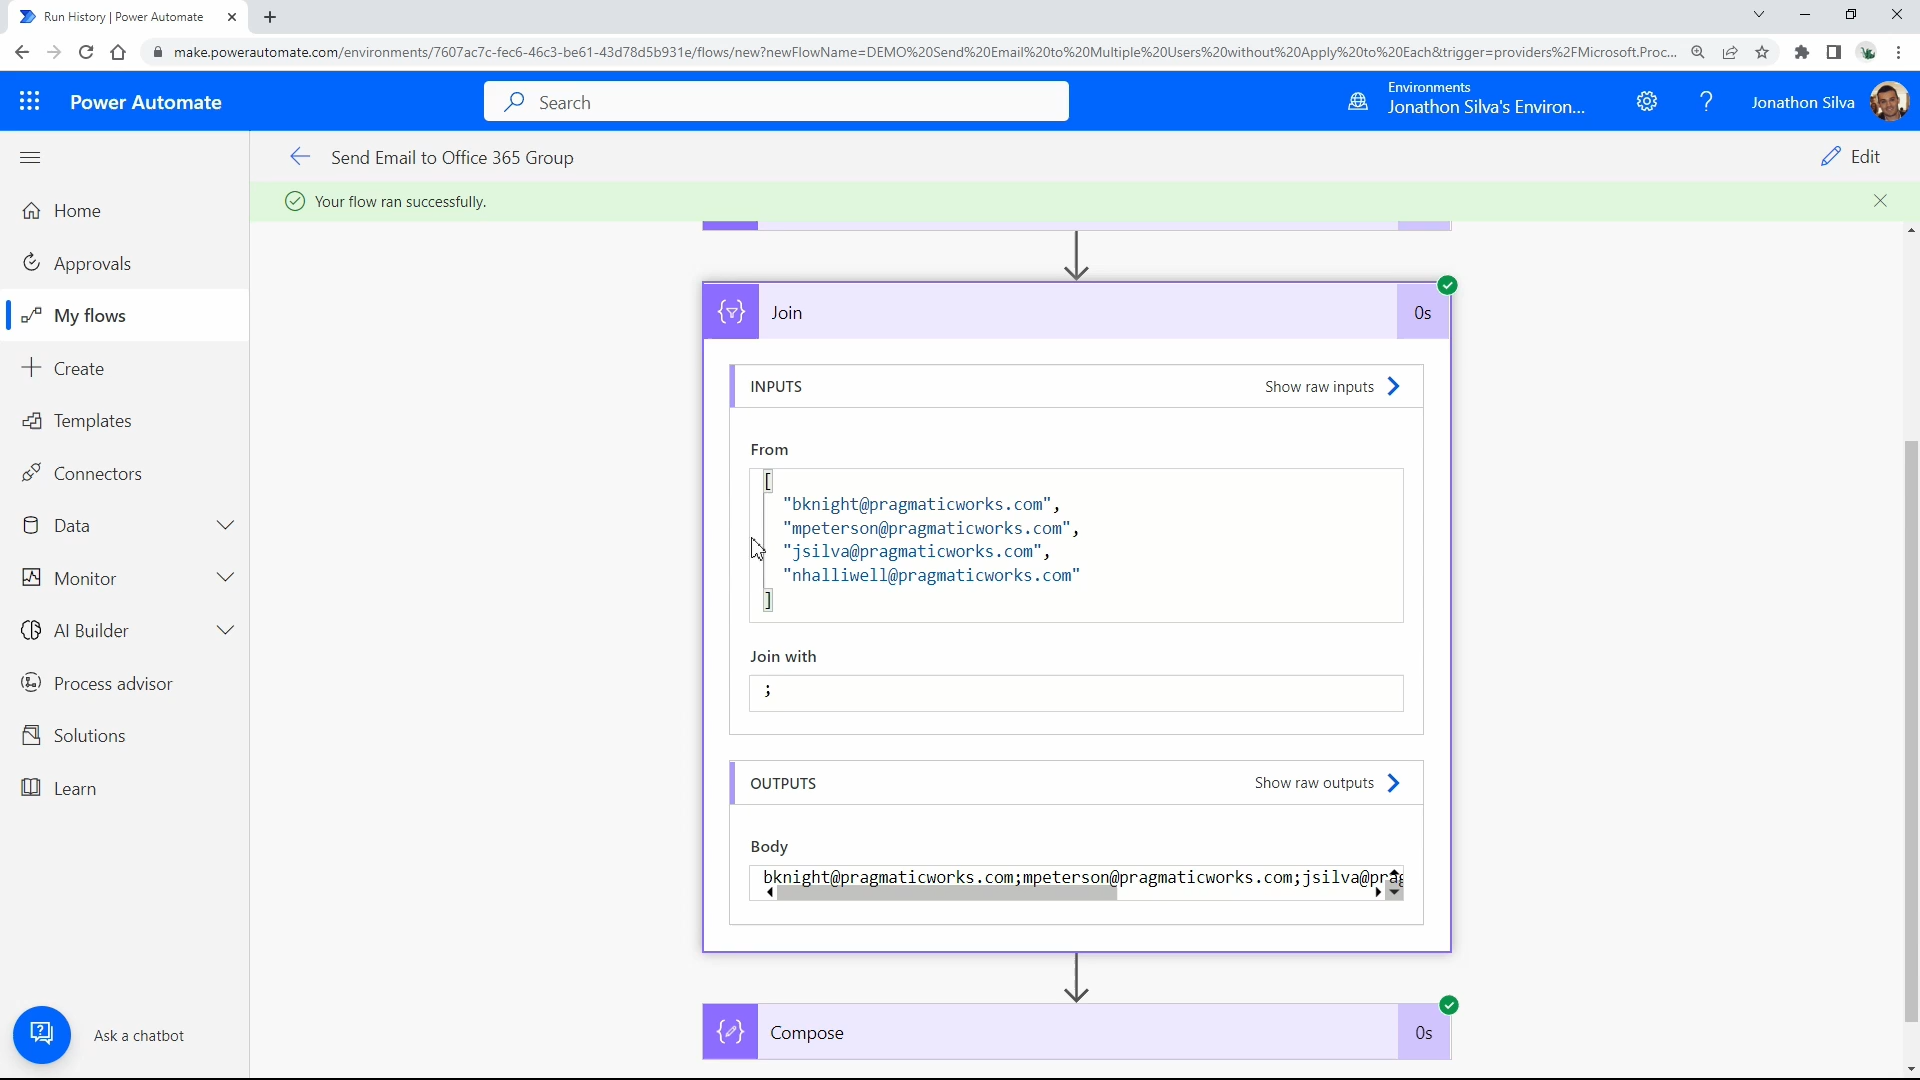 Run History | Power Automate
make.powerautomate.com/environments/7607ac7c-fec6-46c3-be61-43d78d5b931e/flows/new?newFlowName=DEMO%20Send%20Email%20to%20Multiple%20Users%20without%20Apply%20to%20Each&trigger=providers%2FMicrosoft.Proc...
Power Automate
Search
Environments
Jonathon Silva's Environ...
Jonathon Silva
Send Email to Office 365 Group
Edit
Your flow ran successfully.
Home
Approvals
My flows
Create
Templates
Connectors
Data
Monitor
AI Builder
Process advisor
Solutions
Learn
Ask a chatbot
Join
0s
INPUTS
Show raw inputs
From
[
"bknight@pragmaticworks.com",
"mpeterson@pragmaticworks.com",
"jsilva@pragmaticworks.com",
"nhalliwell@pragmaticworks.com"
]
Join with
;
OUTPUTS
Show raw outputs
Body
bknight@pragmaticworks.com;mpeterson@pragmaticworks.com;jsilva@prag
Compose
0s